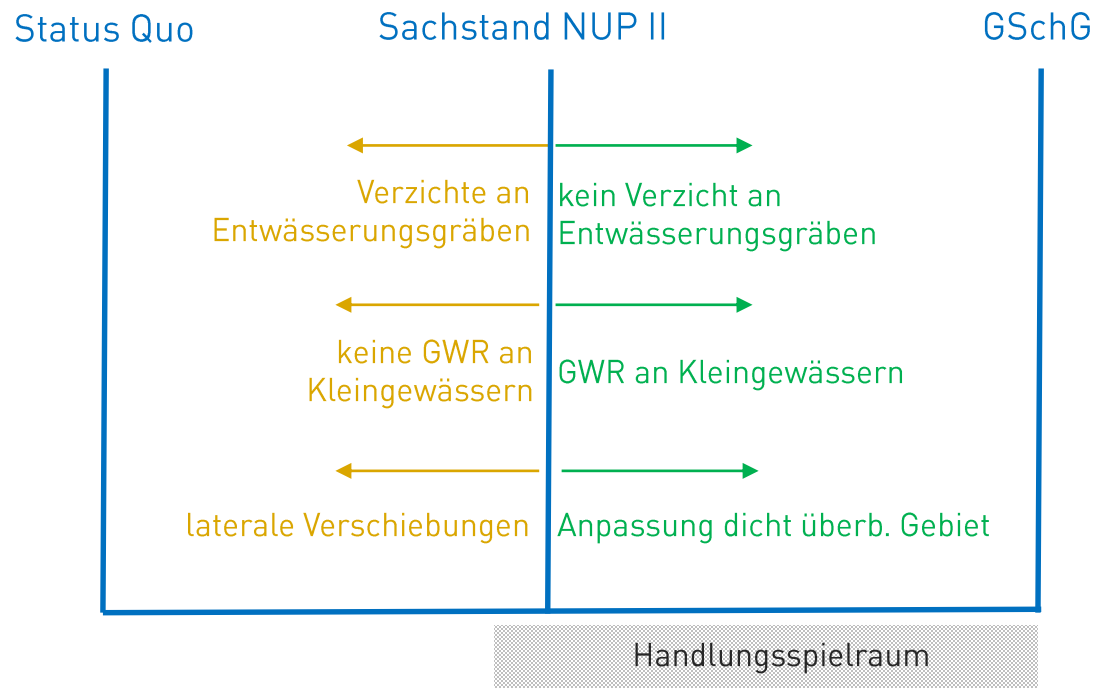 Status Quo
Sachstand NUP II
GSchG
Verzichte an
Entwässerungsgräben
kein Verzicht an
Entwässerungsgräben
keine GWR an
Kleingewässern
GWR an Kleingewässern
laterale Verschiebungen
Anpassung dicht überb. Gebiet
Handlungsspielraum